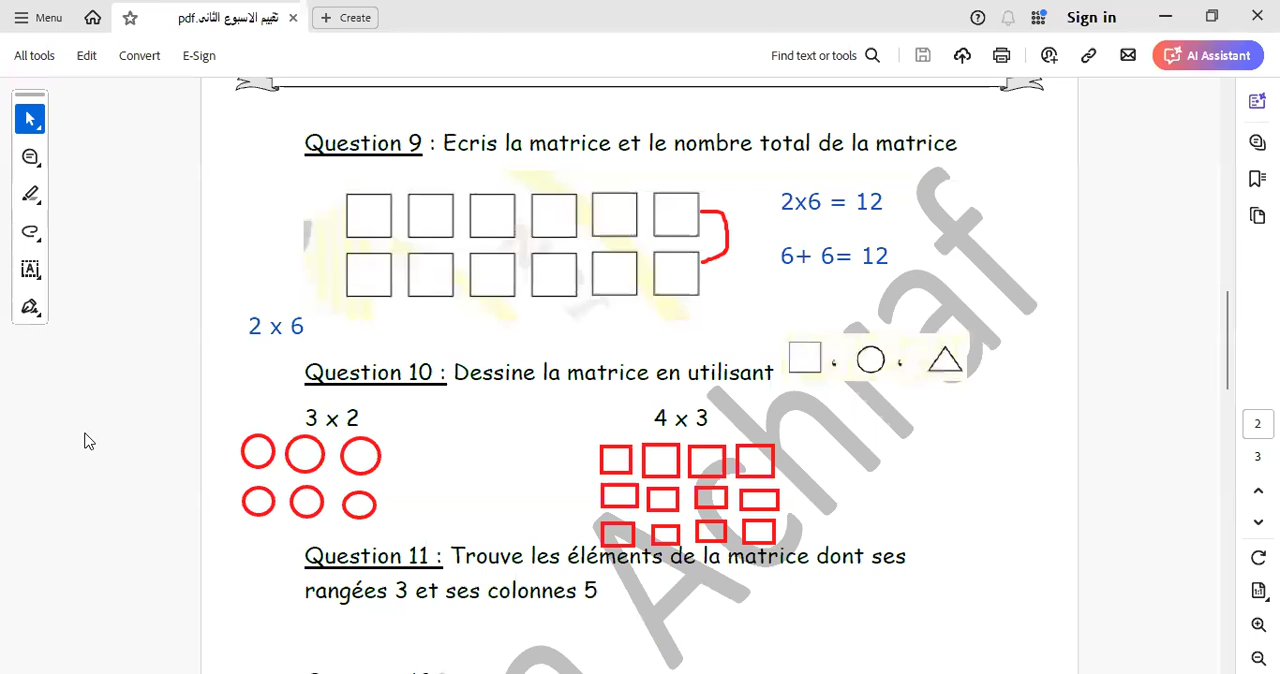 Menu
تقييم الاسبوع الثانى.pdf
Create
Sign in
All tools Edit Convert E-Sign
Find text or tools
AI Assistant
Question 9 : Ecris la matrice et le nombre total de la matrice
2x6 = 12
6+ 6= 12
2 x 6
Question 10 : Dessine la matrice en utilisant
3 x 2 4 x 3
Question 11 : Trouve les éléments de la matrice dont ses
rangées 3 et ses colonnes 5
Achraf
2
3